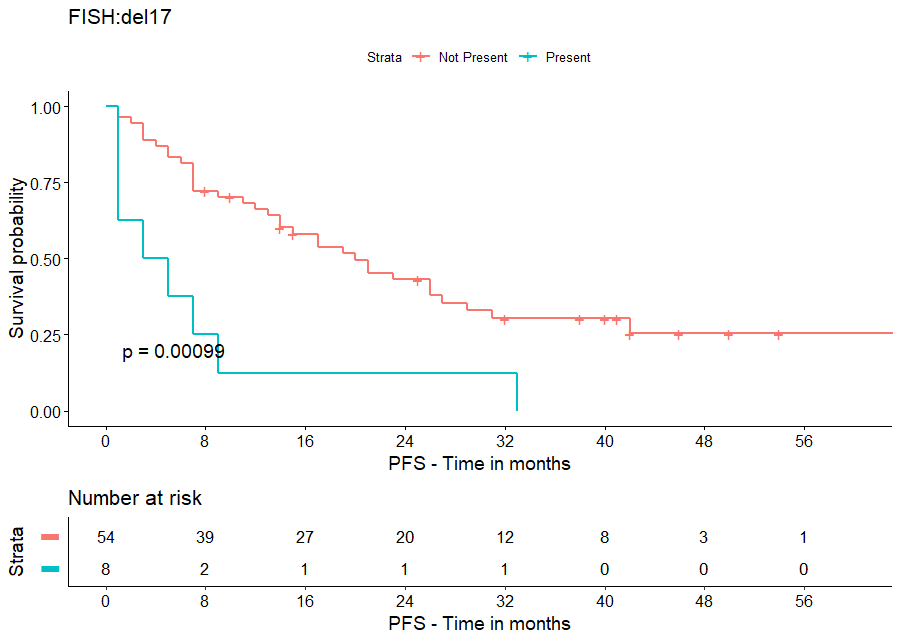 FISH:del17
Strata Not Present Present
Survival probability
1.00
0.75
0.50
0.25
0.00
p = 0.00099
0 8 16 24 32 40 48 56
PFS - Time in months
Number at risk
Strata
54 39 27 20 12 8 3 1
8 2 1 1 1 0 0 0
0 8 16 24 32 40 48 56
PFS - Time in months